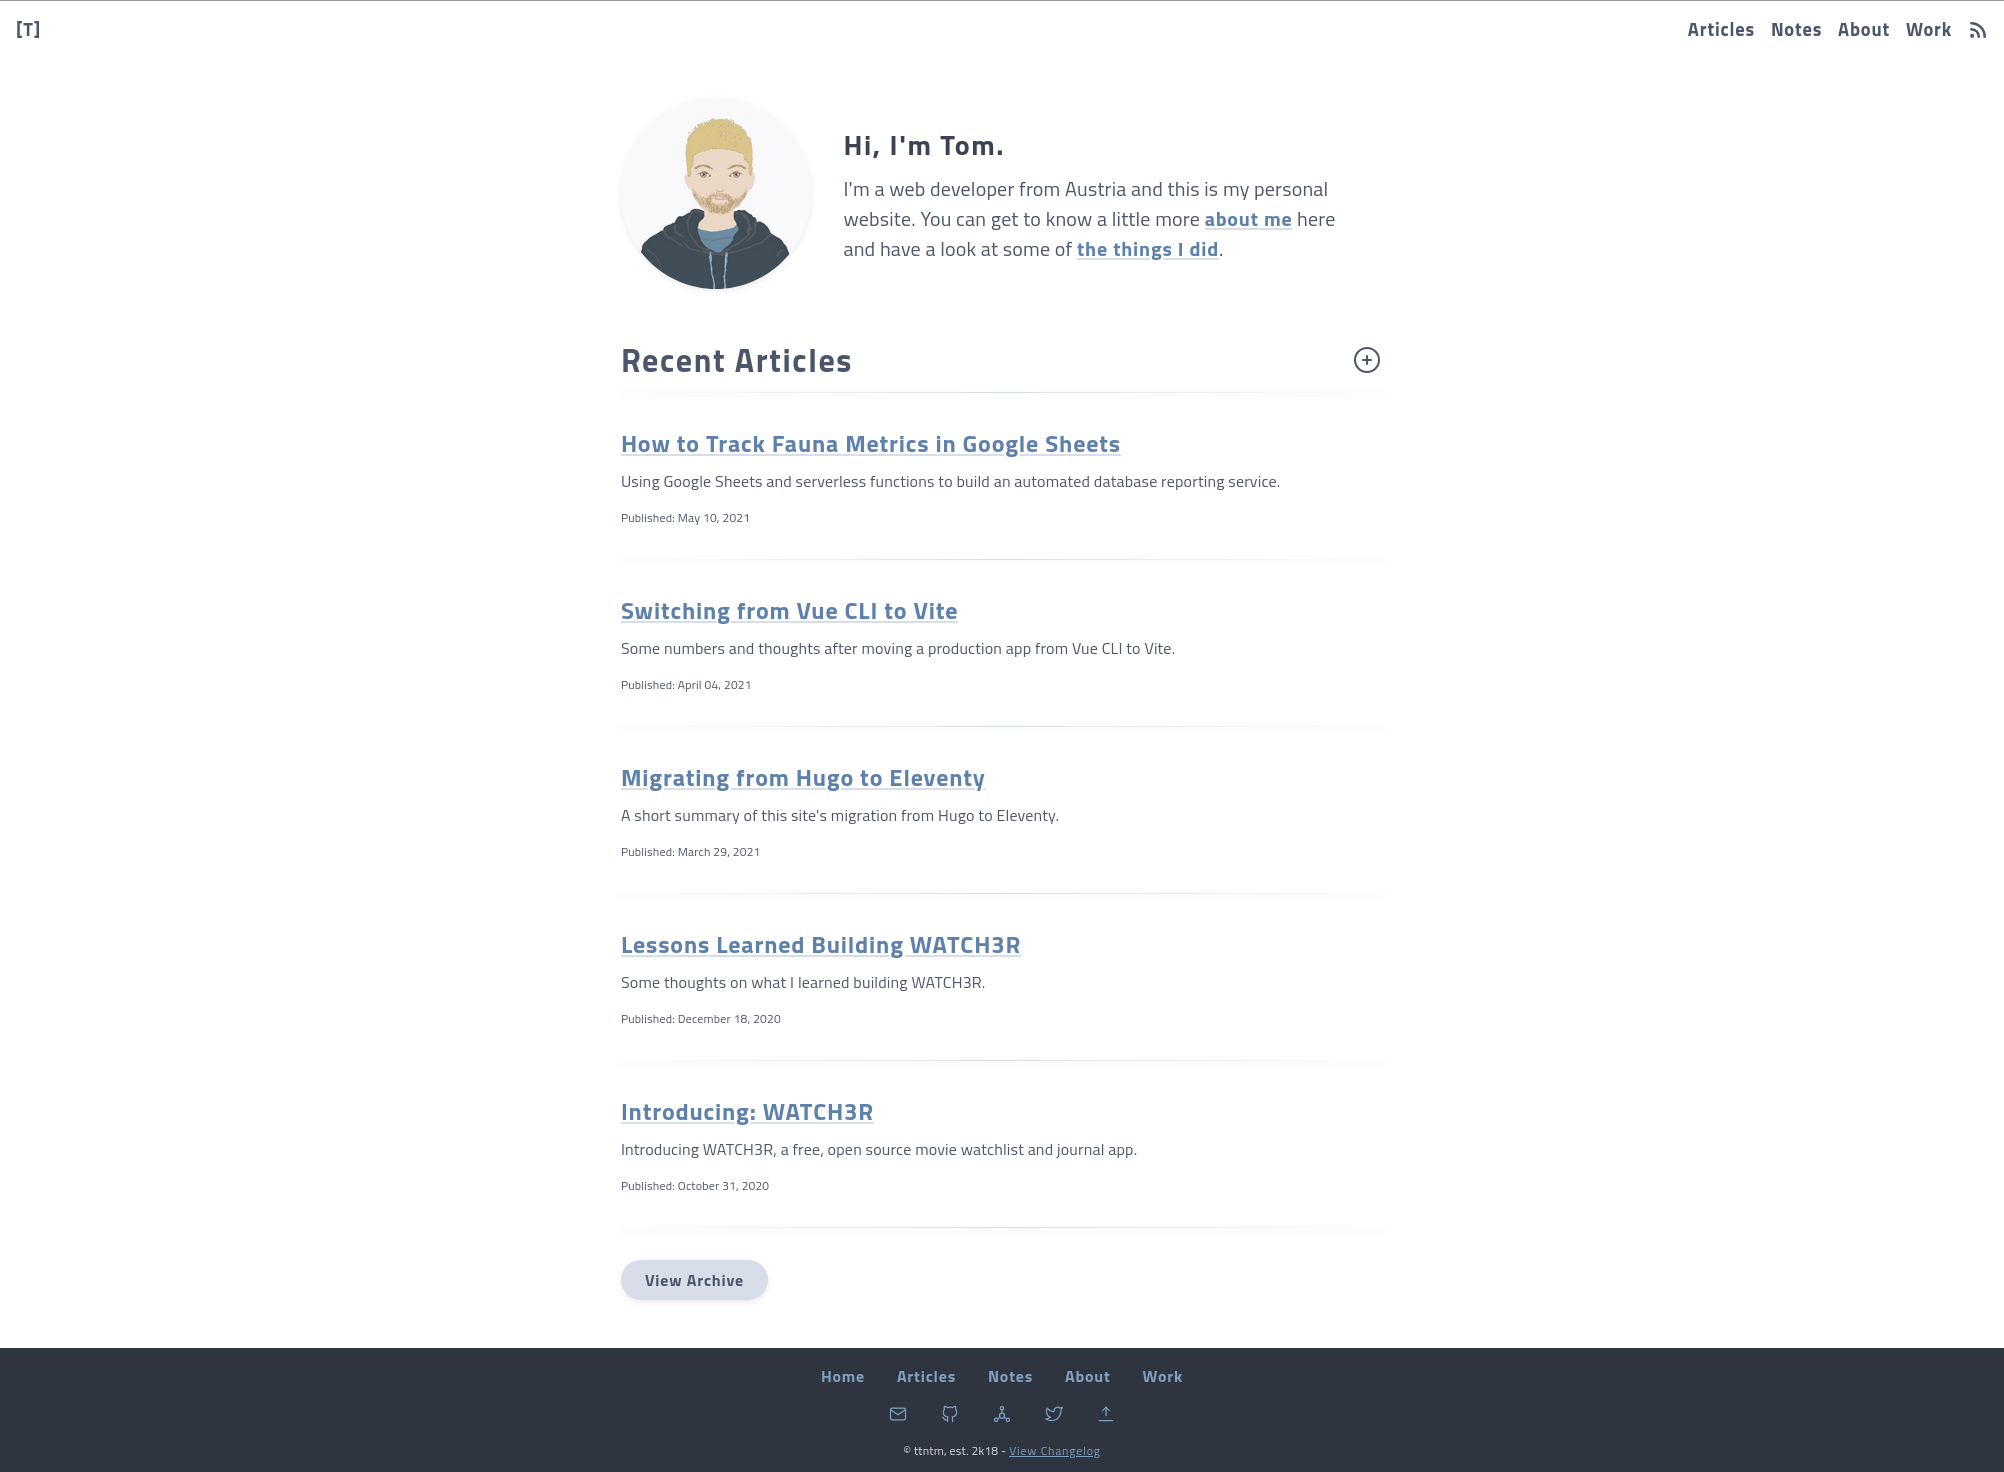 [T]
Articles Notes About Work
Hi, I'm Tom.
I'm a web developer from Austria and this is my personal
website. You can get to know a little more about me here
and have a look at some of the things I did.
Recent Articles
How to Track Fauna Metrics in Google Sheets
Using Google Sheets and serverless functions to build an automated database reporting service.
Published: May 10, 2021
Switching from Vue CLI to Vite
Some numbers and thoughts after moving a production app from Vue CLI to Vite.
Published: April 04, 2021
Migrating from Hugo to Eleventy
A short summary of this site's migration from Hugo to Eleventy.
Published: March 29, 2021
Lessons Learned Building WATCH3R
Some thoughts on what I learned building WATCH3R.
Published: December 18, 2020
Introducing: WATCH3R
Introducing WATCH3R, a free, open source movie watchlist and journal app.
Published: October 31, 2020
View Archive
Home Articles Notes About Work
© ttntm, est. 2k18 - View Changelog